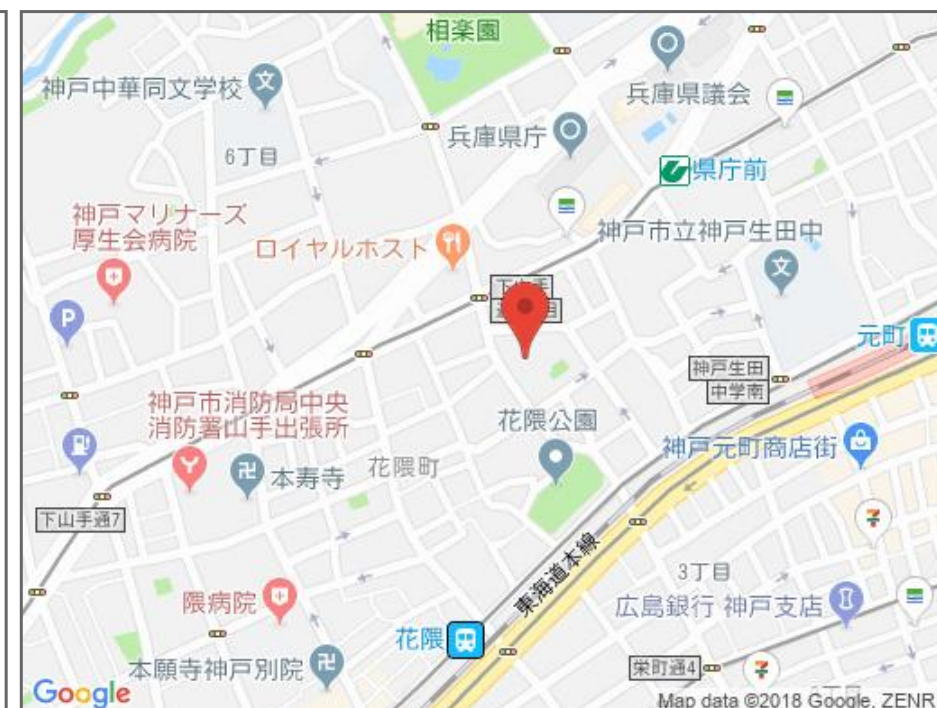 相楽園
神戸中華同文学校
兵庫県議会
兵庫県庁
6丁目
県庁前
神戸マリナーズ
厚生会病院
ロイヤルホスト
神戸市立神戸生田中
下山手
P
元町
神戸生田
中学南
神戸市消防局中央
消防署山手出張所
花隈公園
神戸元町商店街
花隈町
本寿寺
下山手通7
7
東海道本線
3丁目
隈病院
広島銀行 神戸支店
花隈
本願寺神戸別院
栄町通4
7
Google
Map data ©2018 Google, ZENR